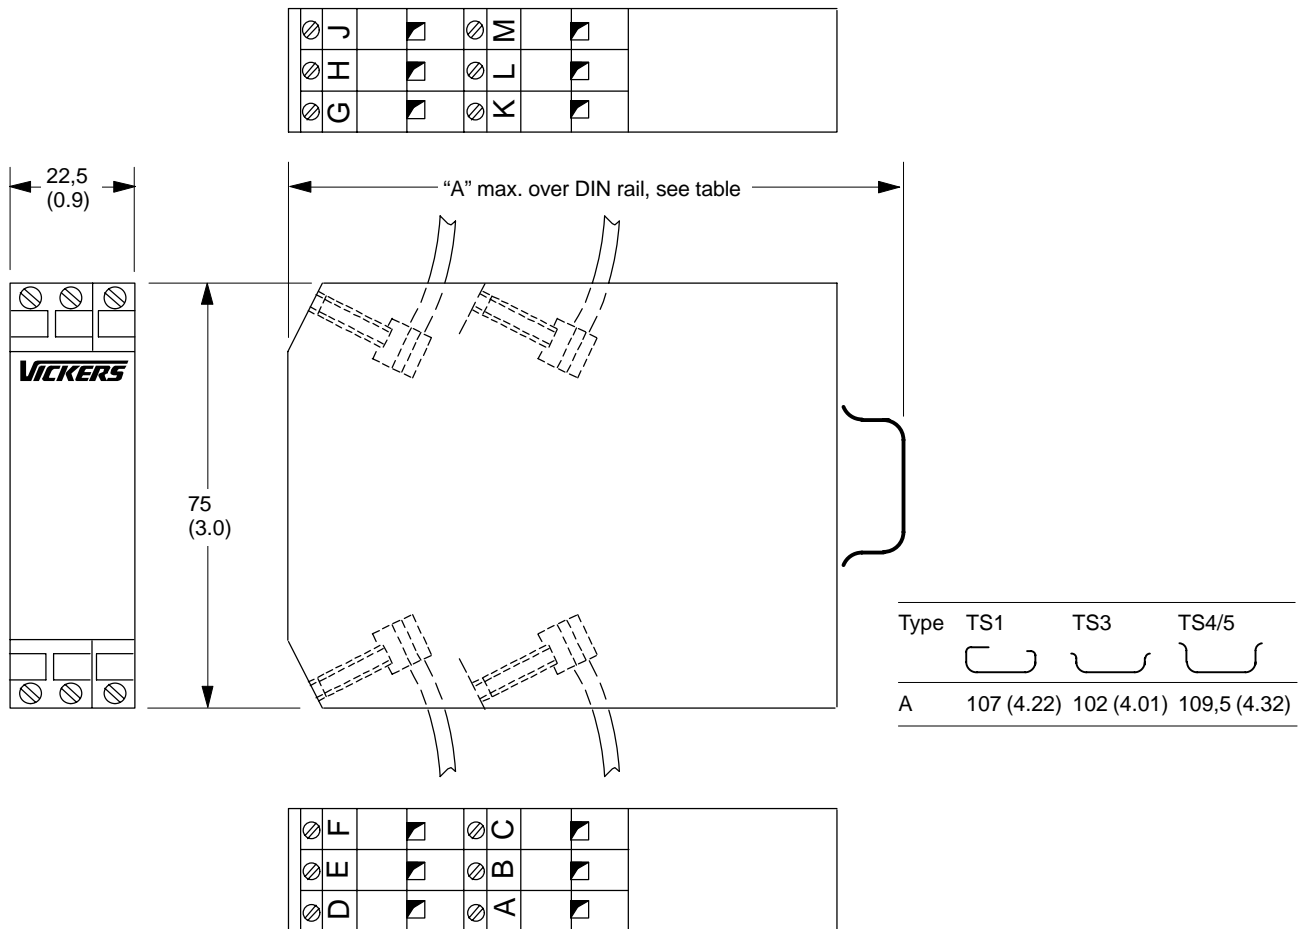 J M
H L
G K
22,5
(0.9)
“A” max. over DIN rail, see table
VICKERS
75
(3.0)
Type TS1 TS3 TS4/5
A 107 (4.22) 102 (4.01) 109,5 (4.32)
F C
E B
D A